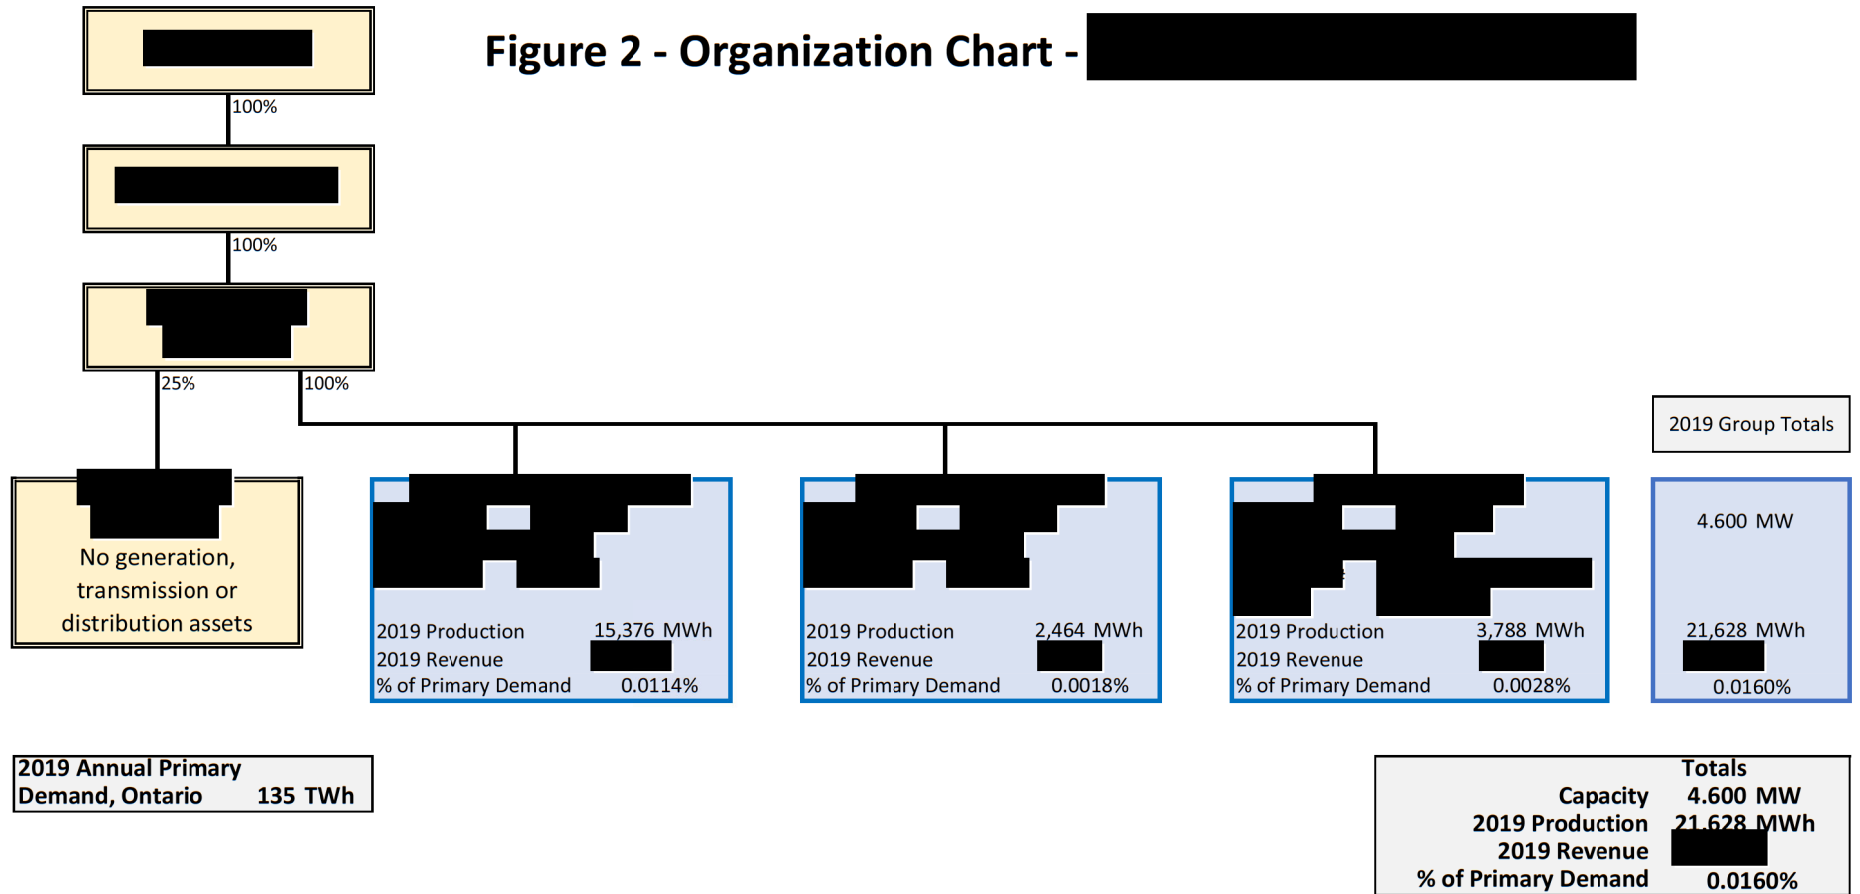 Figure 2 - Organization Chart -
100%
100%
25%
100%
2019 Group Totals
No generation,
transmission or
distribution assets
2019 Production 15,376 MWh
2019 Revenue
% of Primary Demand 0.0114%
2019 Production 2,464 MWh
2019 Revenue
% of Primary Demand 0.0018%
2019 Production 3,788 MWh
2019 Revenue
% of Primary Demand 0.0028%
4.600 MW
21,628 MWh
0.0160%
2019 Annual Primary
Demand, Ontario 135 TWh
Totals
Capacity 4.600 MW
2019 Production 21,628 MWh
2019 Revenue
% of Primary Demand 0.0160%